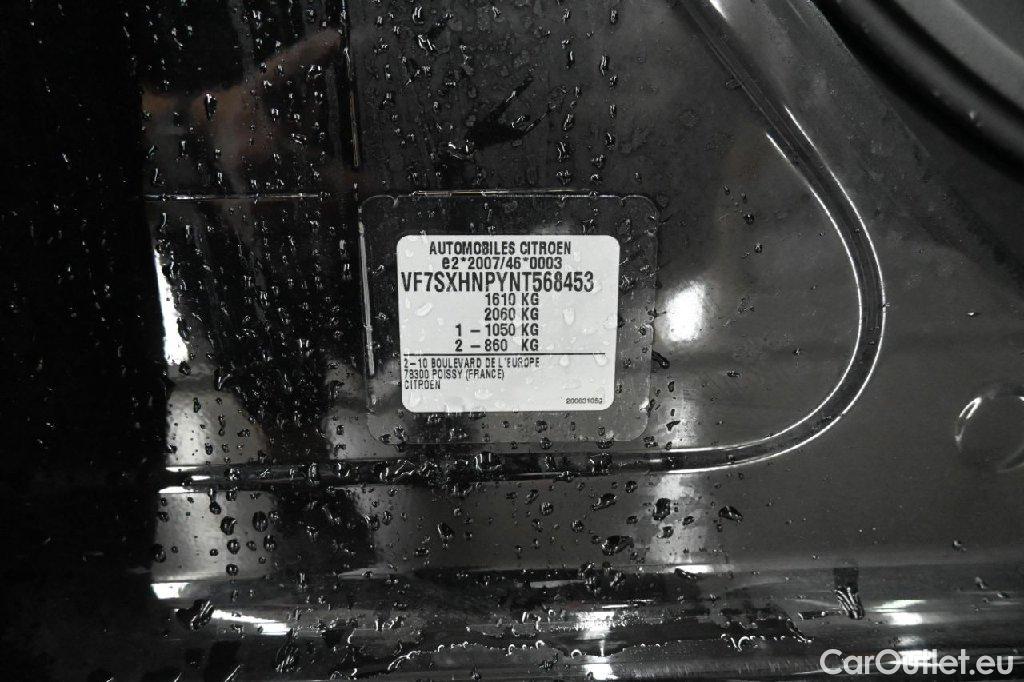 AUTOMOBILES CITROEN
e2*2007/46*0003
VF7SXHNPYNT568453
1610 KG
2060 KG
1 - 1050 KG
2 - 860 KG
2-10 BOULEVARD DE L'EUROPE
78300 POISSY (FRANCE)
CITROEN
CarOutlet.eu